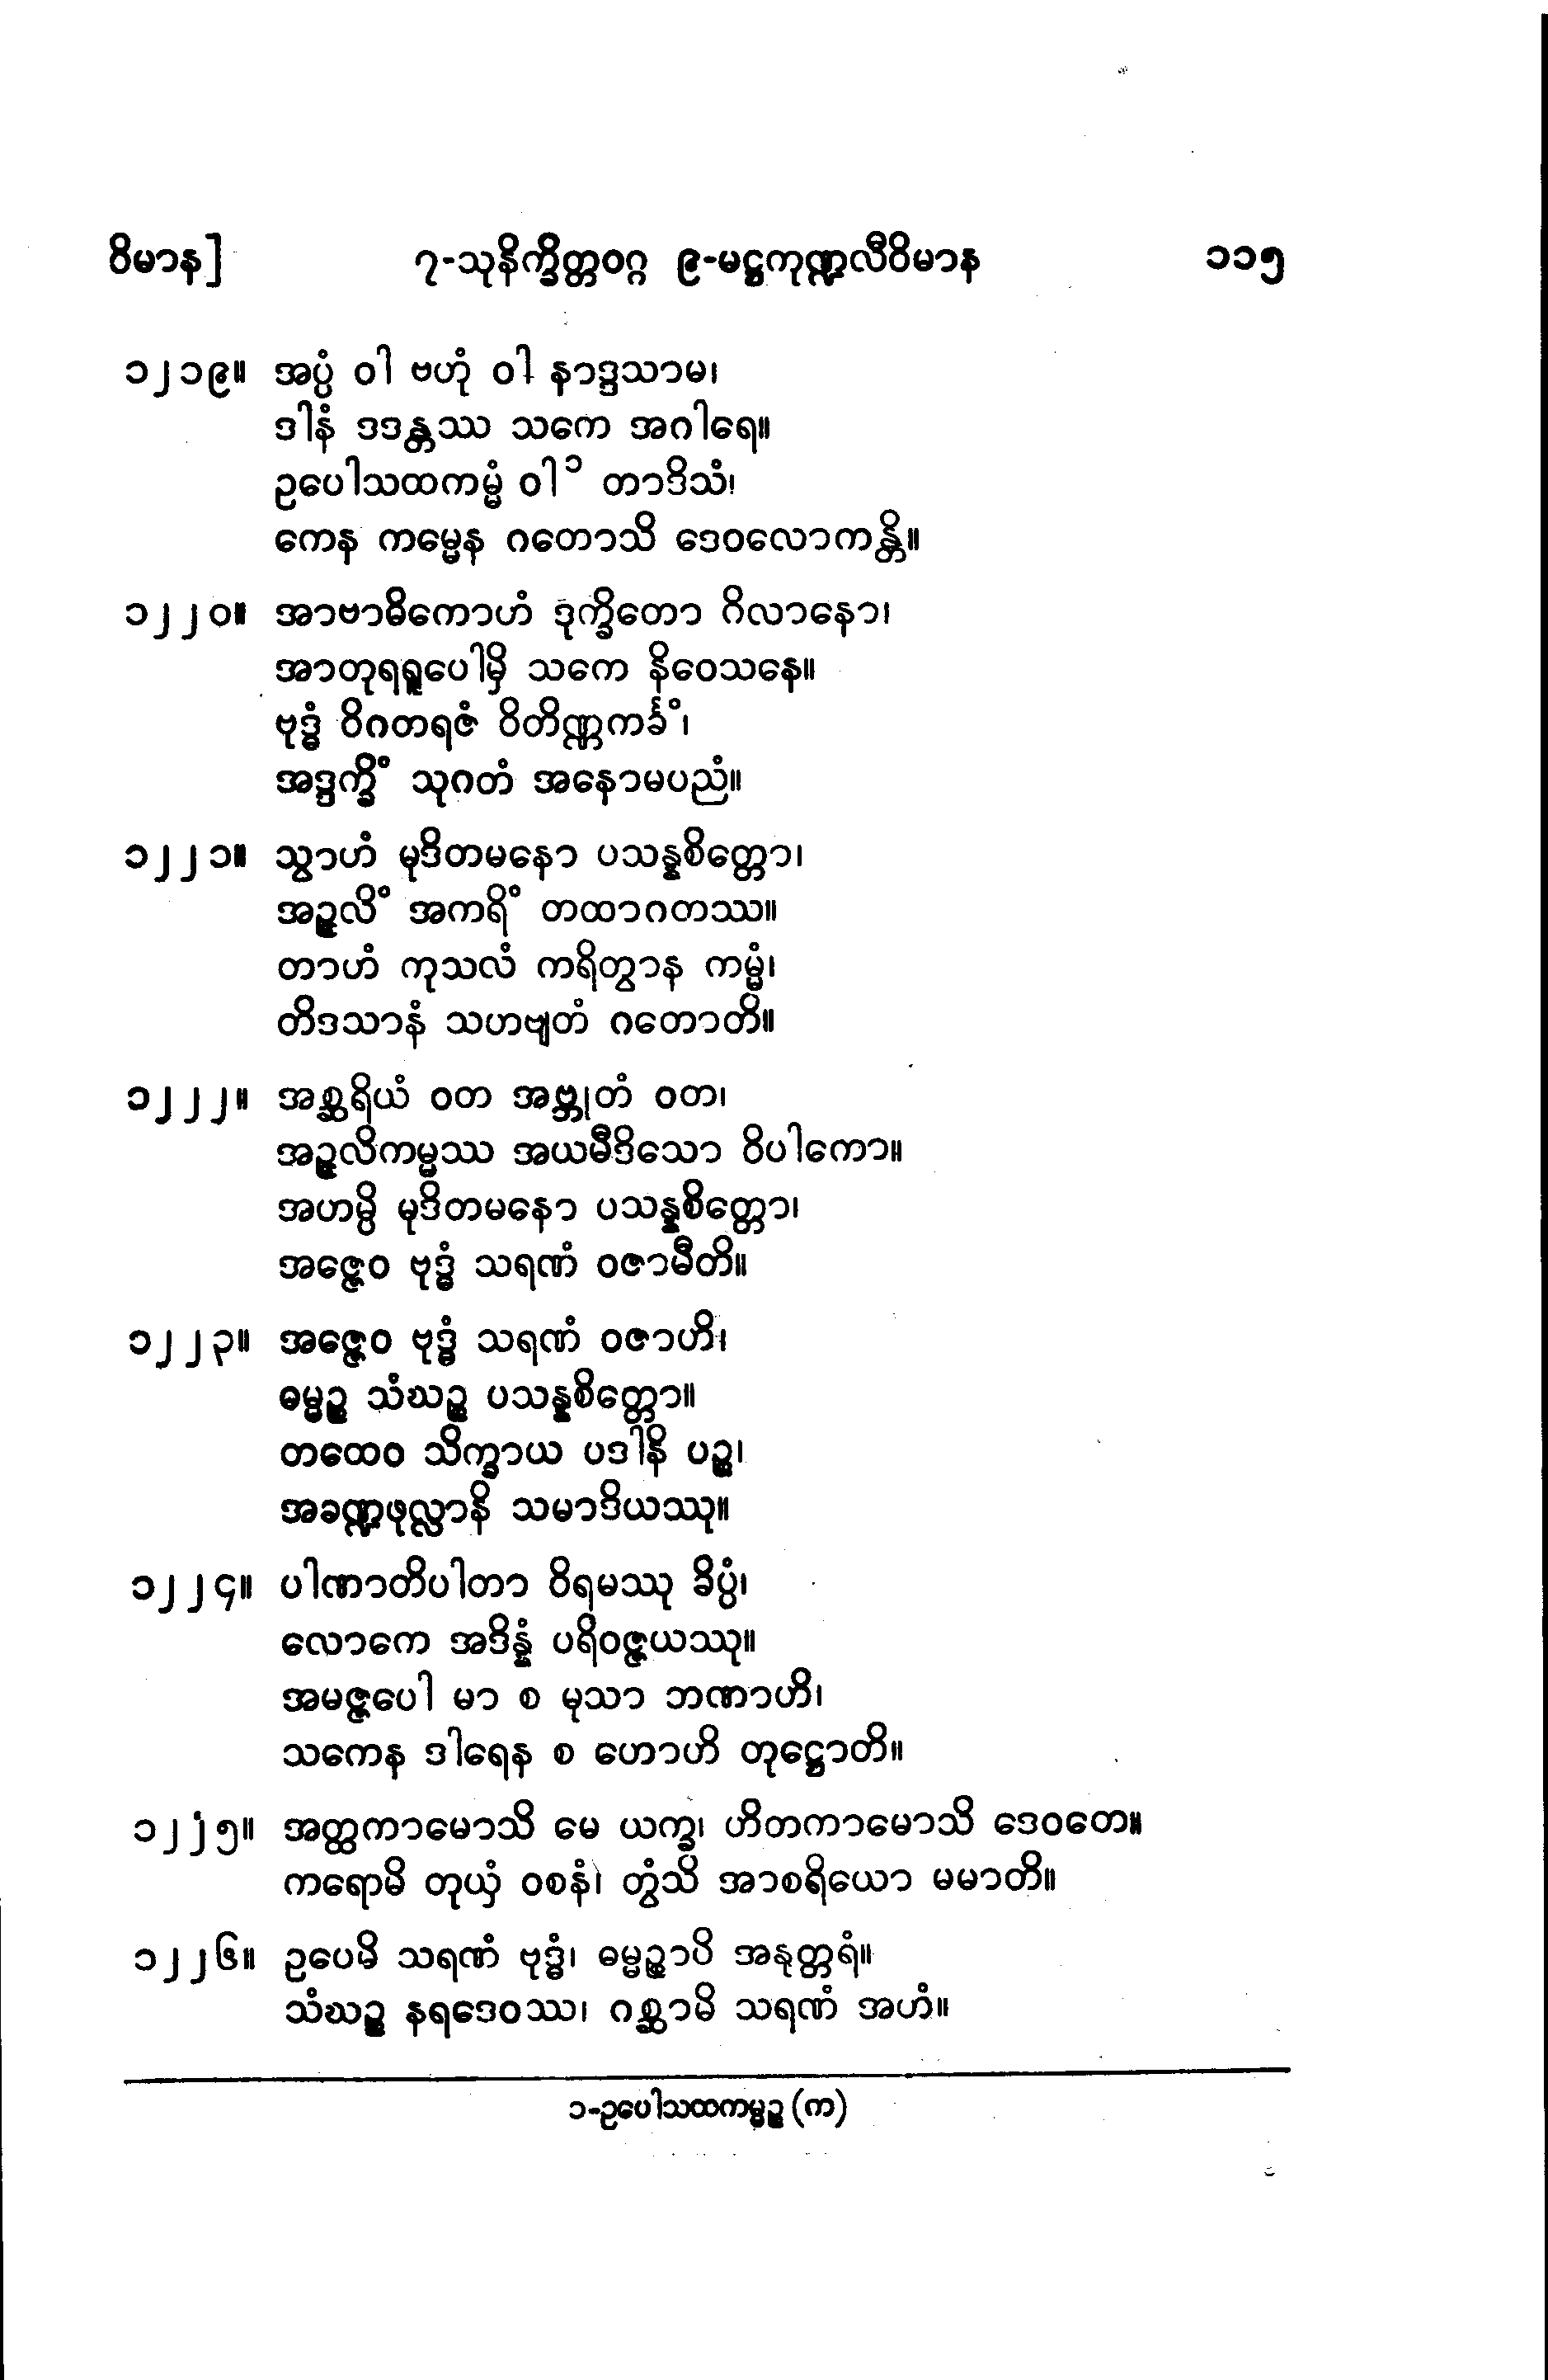 ဝိမာန]	၇-သုနိက္ခိတ္တဝဂ္ဂ ၉-မဋ္ဌကုဏ္ဍလီဝိမာန	၁၁၅
၁၂၁၉။ အပ္ပံ ဝါ ဗဟုံ ဝါ နာဒ္ဒသာမ၊
ဒါနံ ဒဒန္တဿ သကေ အဂါရေ။
ဥပေါသထကမ္မံ ဝါ၁ တာဒိသံ၊
ကေန ကမ္မေန ဂတောသိ ဒေဝလောကန္တိ။
၁၂၂၀။ အာဗာဓိကောဟံ ဒုက္ခိတော ဂိလာနော၊
အာတုရရူပေါမှိ သကေ နိဝေသနေ။
ဗုဒ္ဓံ ဝိဂတရဇံ ဝိတိဏ္ဏကင်္ခံ၊
အဒ္ဒက္ခိံ သုဂတံ အနောမပညံ။
၁၂၂၁။ သွာဟံ မုဒိတမနော ပသန္နစိတ္တော၊
အဉ္ဇလိံ အကရိံ တထာဂတဿ။
တာဟံ ကုသလံ ကရိတွာန ကမ္မံ၊
တိဒသာနံ သဟဗျတံ ဂတောတိ။
၁၂၂၂။ အစ္ဆရိယံ ဝတ အဗ္ဘုတံ ဝတ၊
အဉ္ဇလိကမ္မဿ အယမီဒိသော ဝိပါကော။
အဟမ္ပိ မုဒိတမနော ပသန္နစိတ္တော၊
အဇ္ဇေဝ ဗုဒ္ဓံ သရဏံ ဝဇာမီတိ။
၁၂၂၃။ အဇ္ဇေဝ ဗုဒ္ဓံ သရဏံ ဝဇာဟိ၊
ဓမ္မဉ္စ သံဃဉ္စ ပသန္နစိတ္တော။
တထေဝ သိက္ခာယ ပဒါနိ ပဉ္စ၊
အခဏ္ဍဖုလ္လာနိ သမာဒိယဿု။
၁၂၂၄။ ပါဏာတိပါတာ ဝိရမဿု ခိပ္ပံ၊
လောကေ အဒိန္နံ ပရိဝဇ္ဇယဿု။
အမဇ္ဇပေါ မာ စ မုသာ ဘဏာဟိ၊
သကေန ဒါရေန စ ဟောဟိ တုဋ္ဌောတိ။
၁၂၂၅။ အတ္ထကာမောသိ မေ ယက္ခ၊ ဟိတကာမောသိ ဒေဝတေ။
ကရောမိ တုယှံ ဝစနံ၊ တွံသိ အာစရိယော မမာတိ။
၁၂၂၆။ ဥပေမိ သရဏံ ဗုဒ္ဓံ၊ ဓမ္မဉ္စာပိ အနုတ္တရံ။
သံဃဉ္စ နရဒေဝဿ၊ ဂစ္ဆာမိ သရဏံ အဟံ။
၁-ဥပေါသထကမ္မဉ္စ (က)